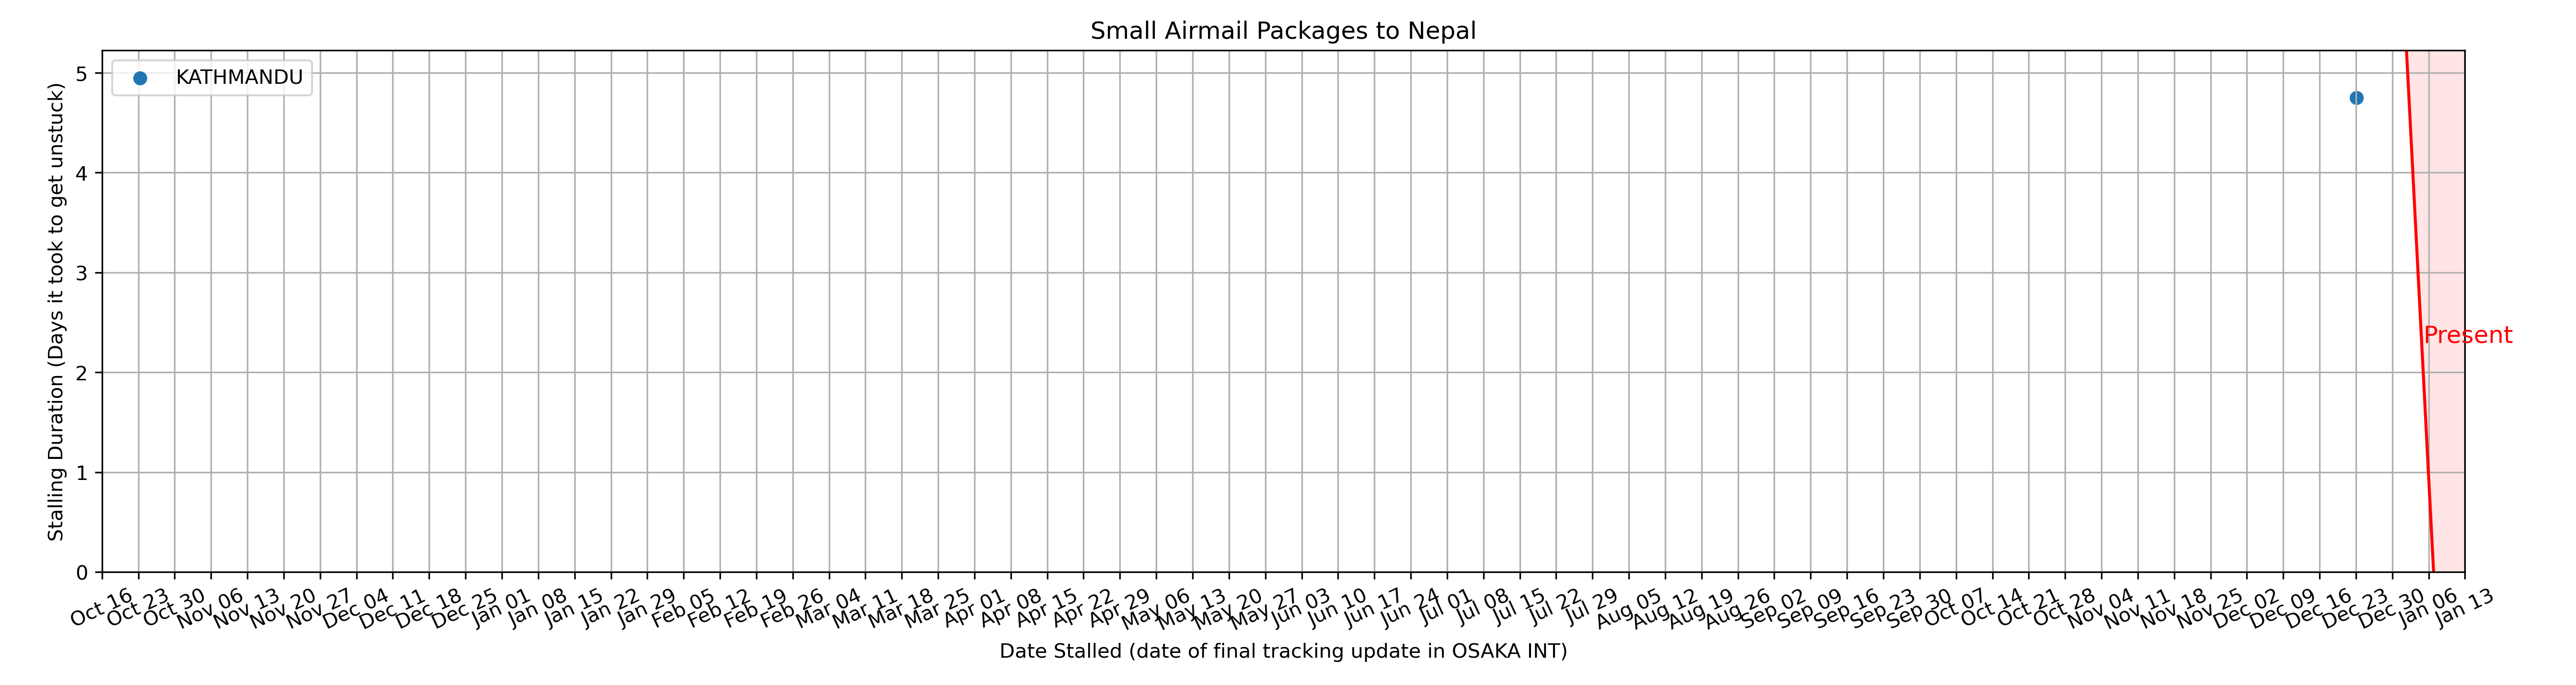 Small Airmail Packages to Nepal
KATHMANDU
5
4
3
2
1
0
Stalling Duration (Days it took to get unstuck)
Present
Oct 16
Oct 23
Oct 30
Nov 06
Nov 13
Nov 20
Nov 27
Dec 04
Dec 11
Dec 18
Dec 25
Jan 01
Jan 08
Jan 15
Jan 22
Jan 29
Feb 05
Feb 12
Feb 19
Feb 26
Mar 04
Mar 11
Mar 18
Mar 25
Apr 01
Apr 08
Apr 15
Apr 22
Apr 29
May 06
May 13
May 20
May 27
Jun 03
Jun 10
Jun 17
Jun 24
Jul 01
Jul 08
Jul 15
Jul 22
Jul 29
Aug 05
Aug 12
Aug 19
Aug 26
Sep 02
Sep 09
Sep 16
Sep 23
Sep 30
Oct 07
Oct 14
Oct 21
Oct 28
Nov 04
Nov 11
Nov 18
Nov 25
Dec 02
Dec 09
Dec 16
Dec 23
Dec 30
Jan 06
Jan 13
Date Stalled (date of final tracking update in OSAKA INT)